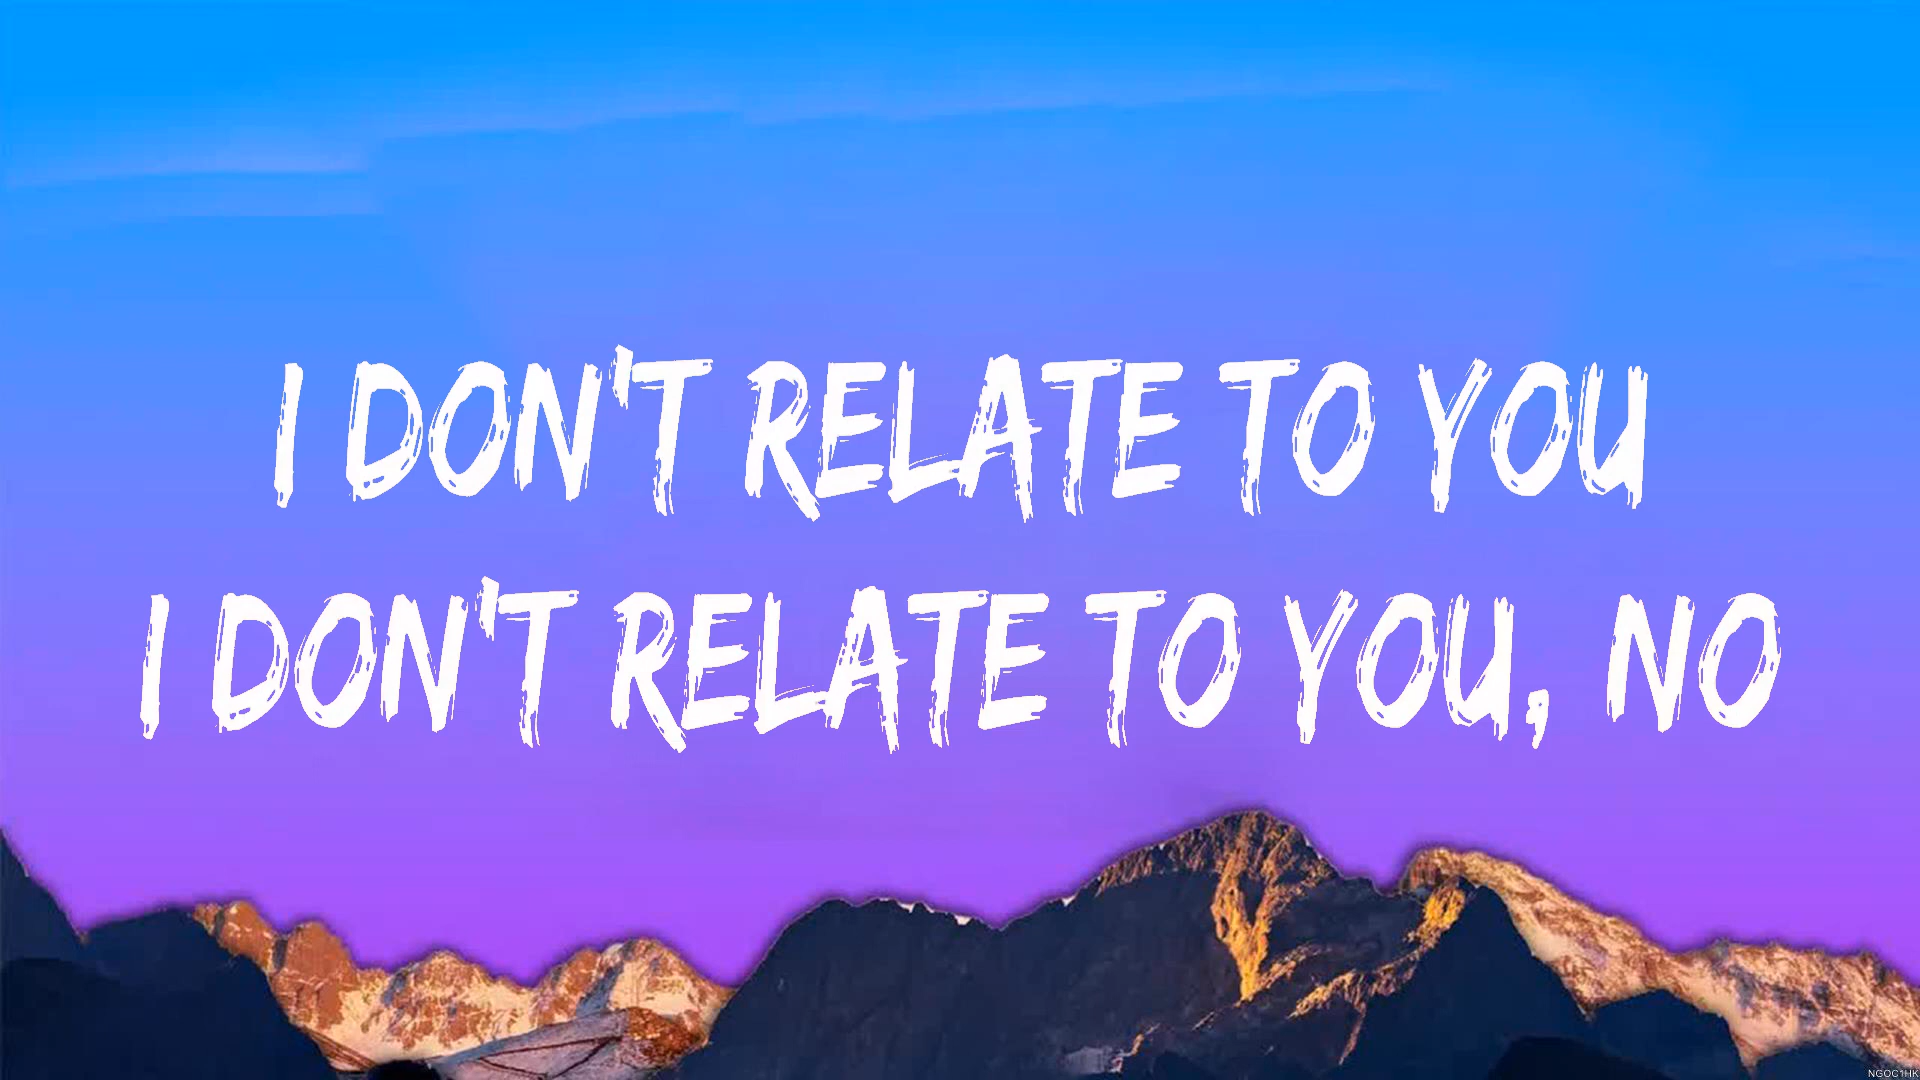 I DON'T RELATE TO YOU
I DON'T RELATE TO YOU, NO
NGOC1HK